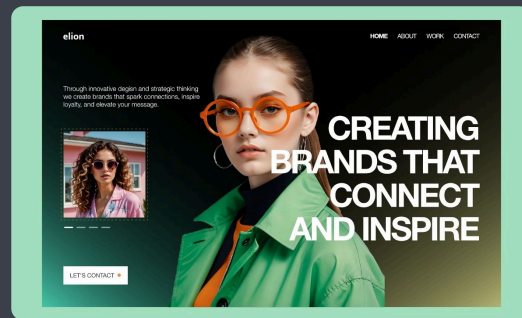 elion
HOME ABOUT WORK CONTACT
Through innovative degisn and strategic thinking
we create brands that spark connections, inspire
loyalty, and elevate your message.
CREATING
BRANDS THAT
CONNECT
AND INSPIRE
LET'S CONTACT